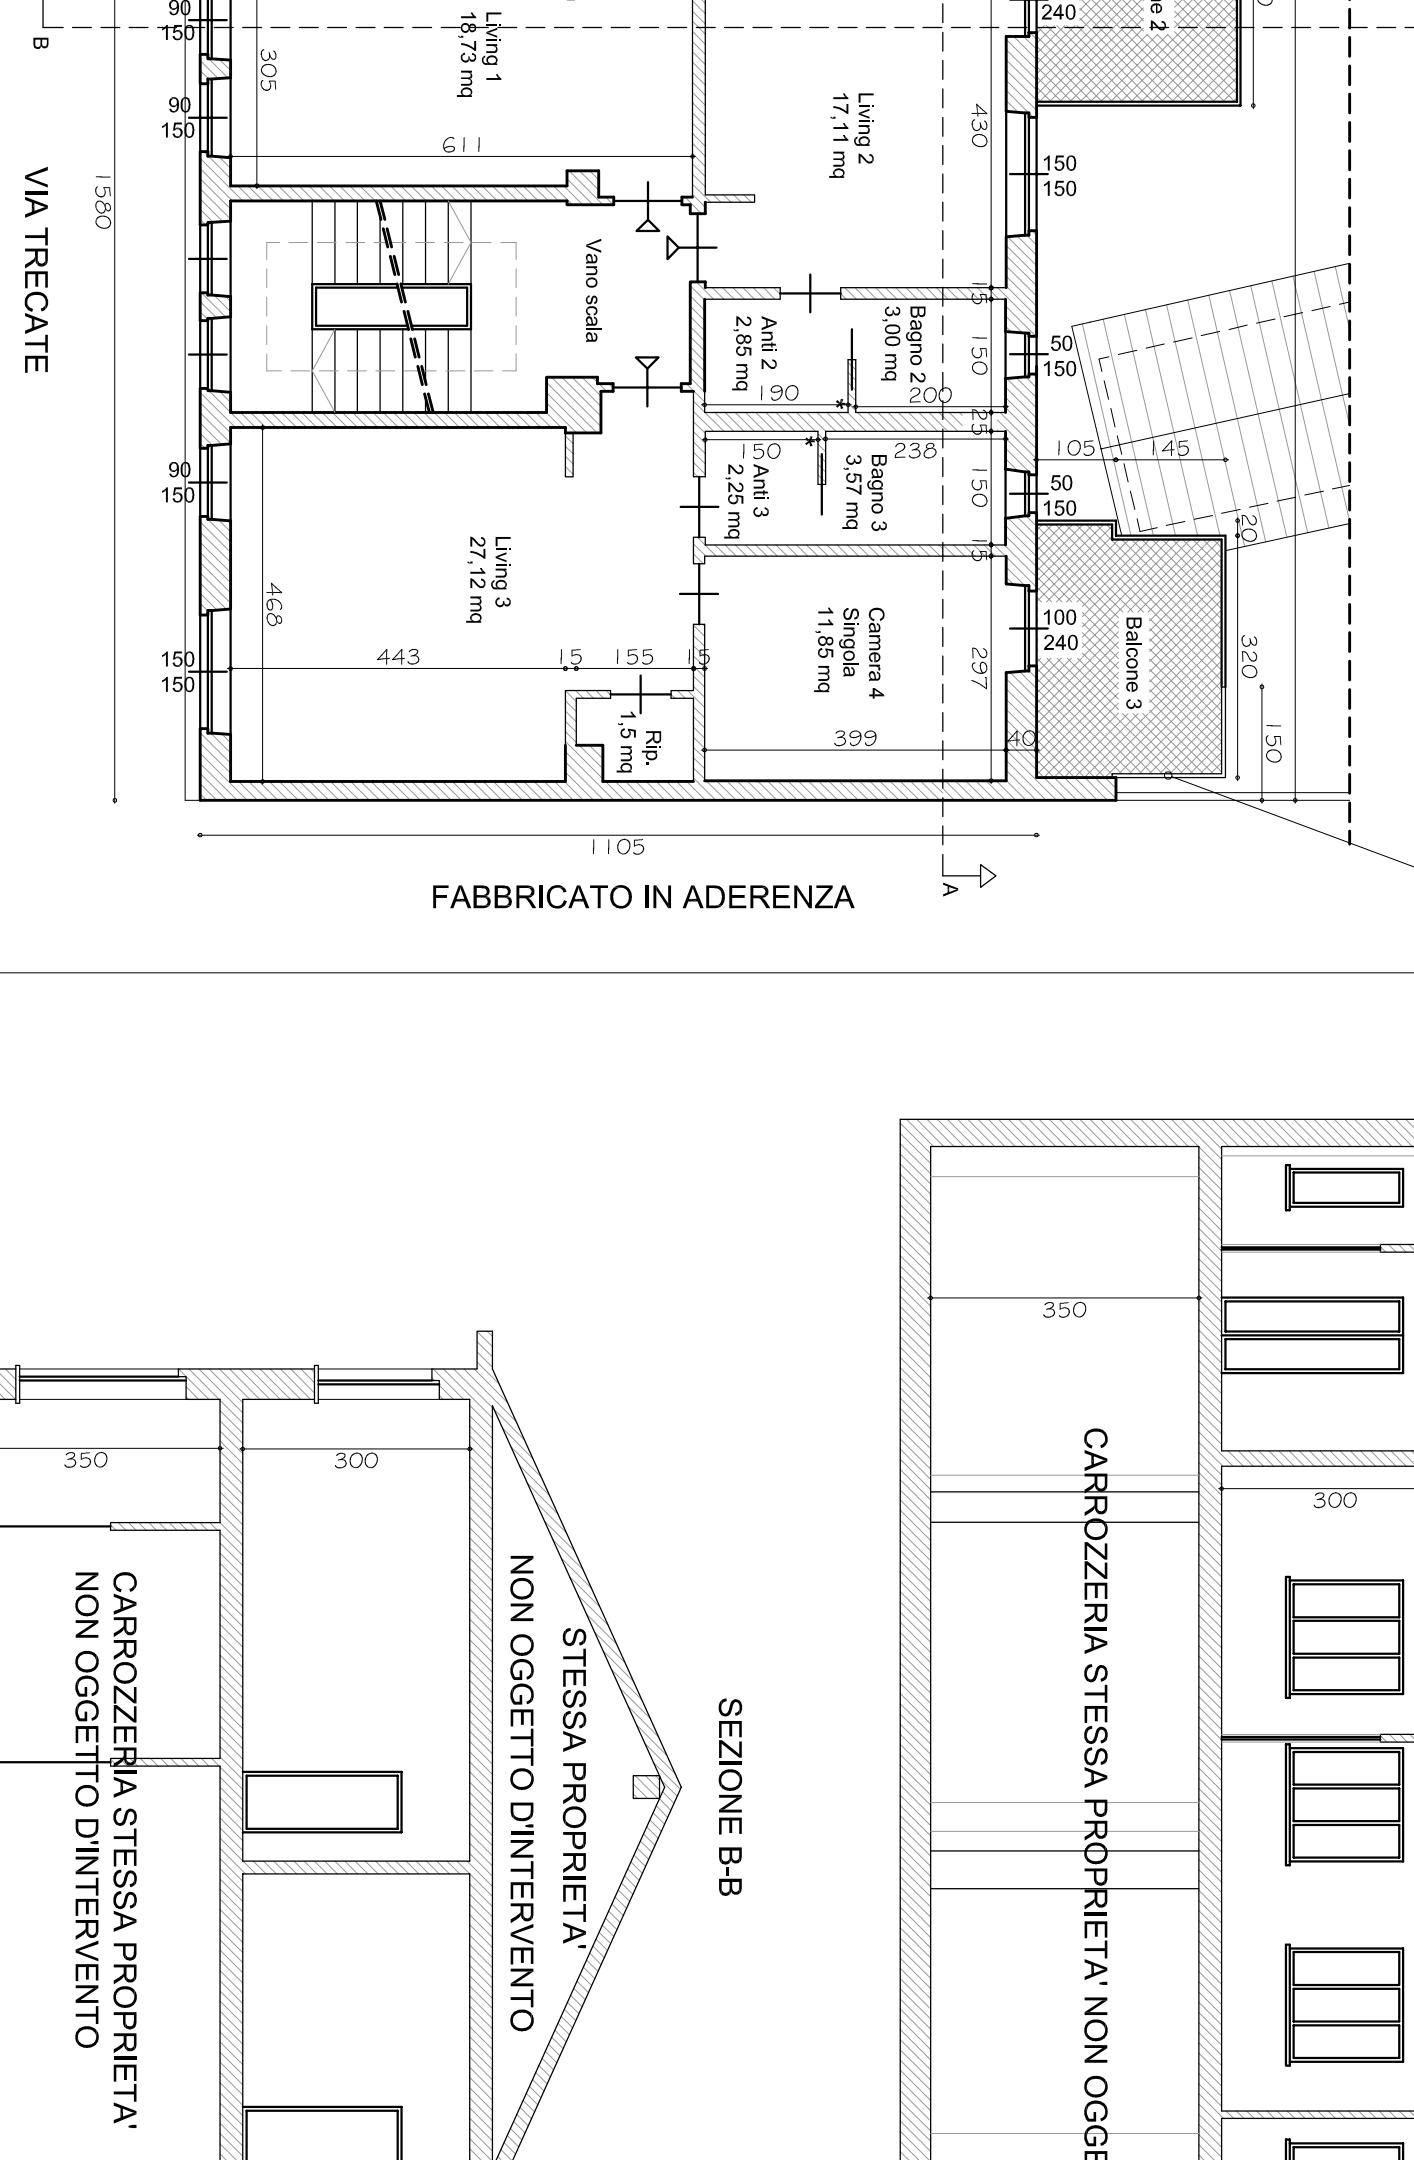 90
150
B
305
Living 1
18,73 mq
240
ne 2
90
150
611
Living 2
17,11 mq
430
150
150
VIA TRECATE
1580
Vano scala
15
Anti 2
2,85 mq
Bagno 2
3,00 mq
150
50
150
190
*
200
25
150
*
238
105
145
90
150
Anti 3
2,25 mq
Bagno 3
3,57 mq
150
50
150
20
15
Living 3
27,12 mq
468
Camera 4
Singola
11,85 mq
100
240
Balcone 3
320
150
150
150
443
15
155
15
297
Rip.
1,5 mq
399
40
1105
A
FABBRICATO IN ADERENZA
350
300
350
300
CARROZZERIA STESSA PROPRIETA' NON OGGE
SEZIONE B-B
STESSA PROPRIETA'
NON OGGETTO D'INTERVENTO
CARROZZERIA STESSA PROPRIETA'
NON OGGETTO D'INTERVENTO